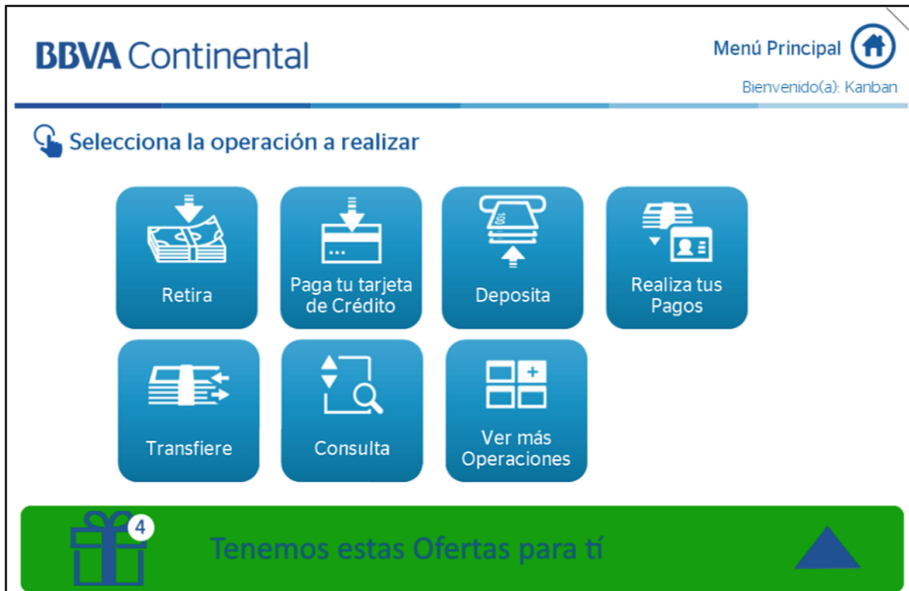 BBVA Continental
Menú Principal
Bienvenido(a): Kanban
Selecciona la operación a realizar
Retira
Paga tu tarjeta
de Crédito
Deposita
Realiza tus
Pagos
Transfiere
Consulta
Ver más
Operaciones
4
Tenemos estas Ofertas para tí